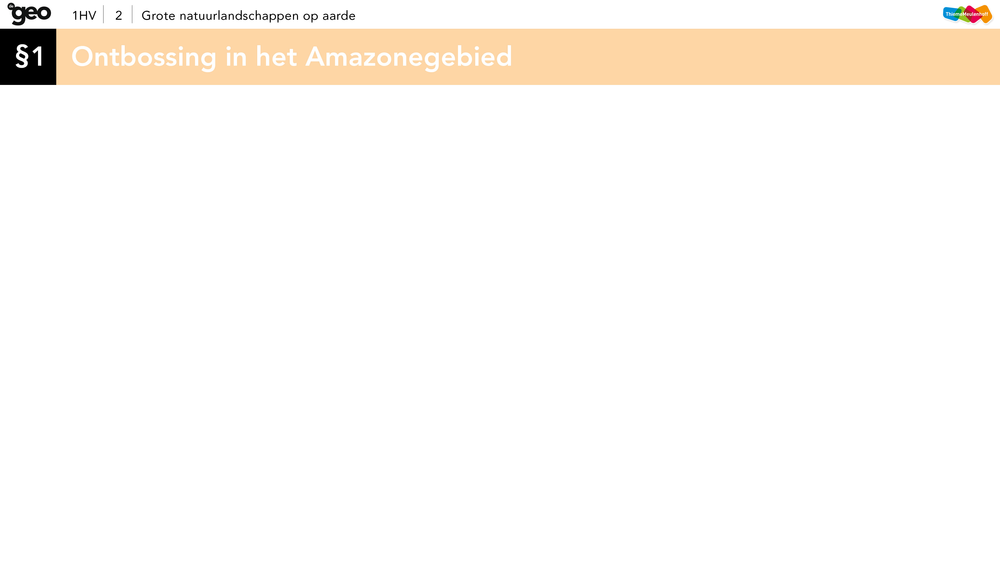 de geo 1HV 2 Grote natuurlandschappen op aarde ThiemeMeulenhoff
§1 Ontbossing in het Amazonegebied